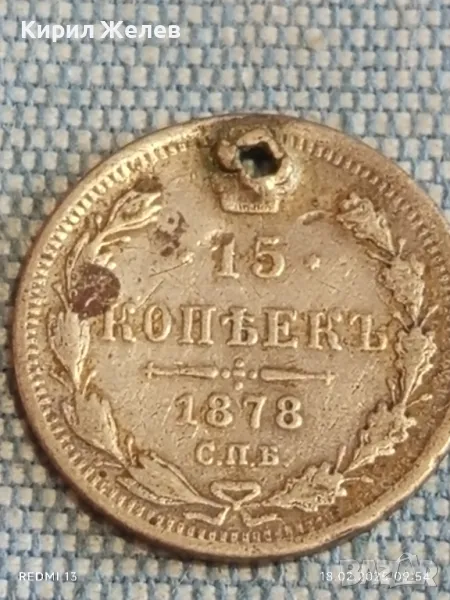 Кирил Желев
15
КОПѢЕКЪ
1878
С.П.Б.
REDMI 13